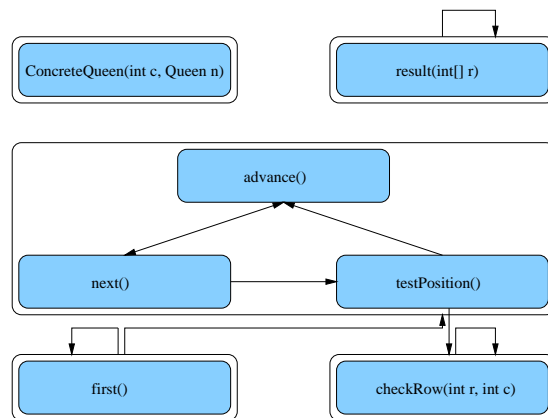 ConcreteQueen(int c, Queen n)
result(int[] r)
advance()
next()
testPosition()
first()
checkRow(int r, int c)